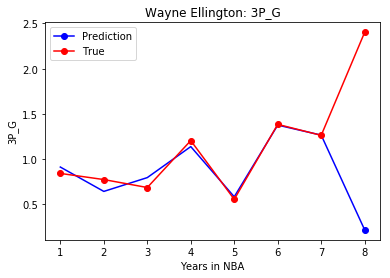 Wayne Ellington: 3P_G
Prediction
True
2.5
2.0
1.5
1.0
0.5
3P_G
1 2 3 4 5 6 7 8
Years in NBA